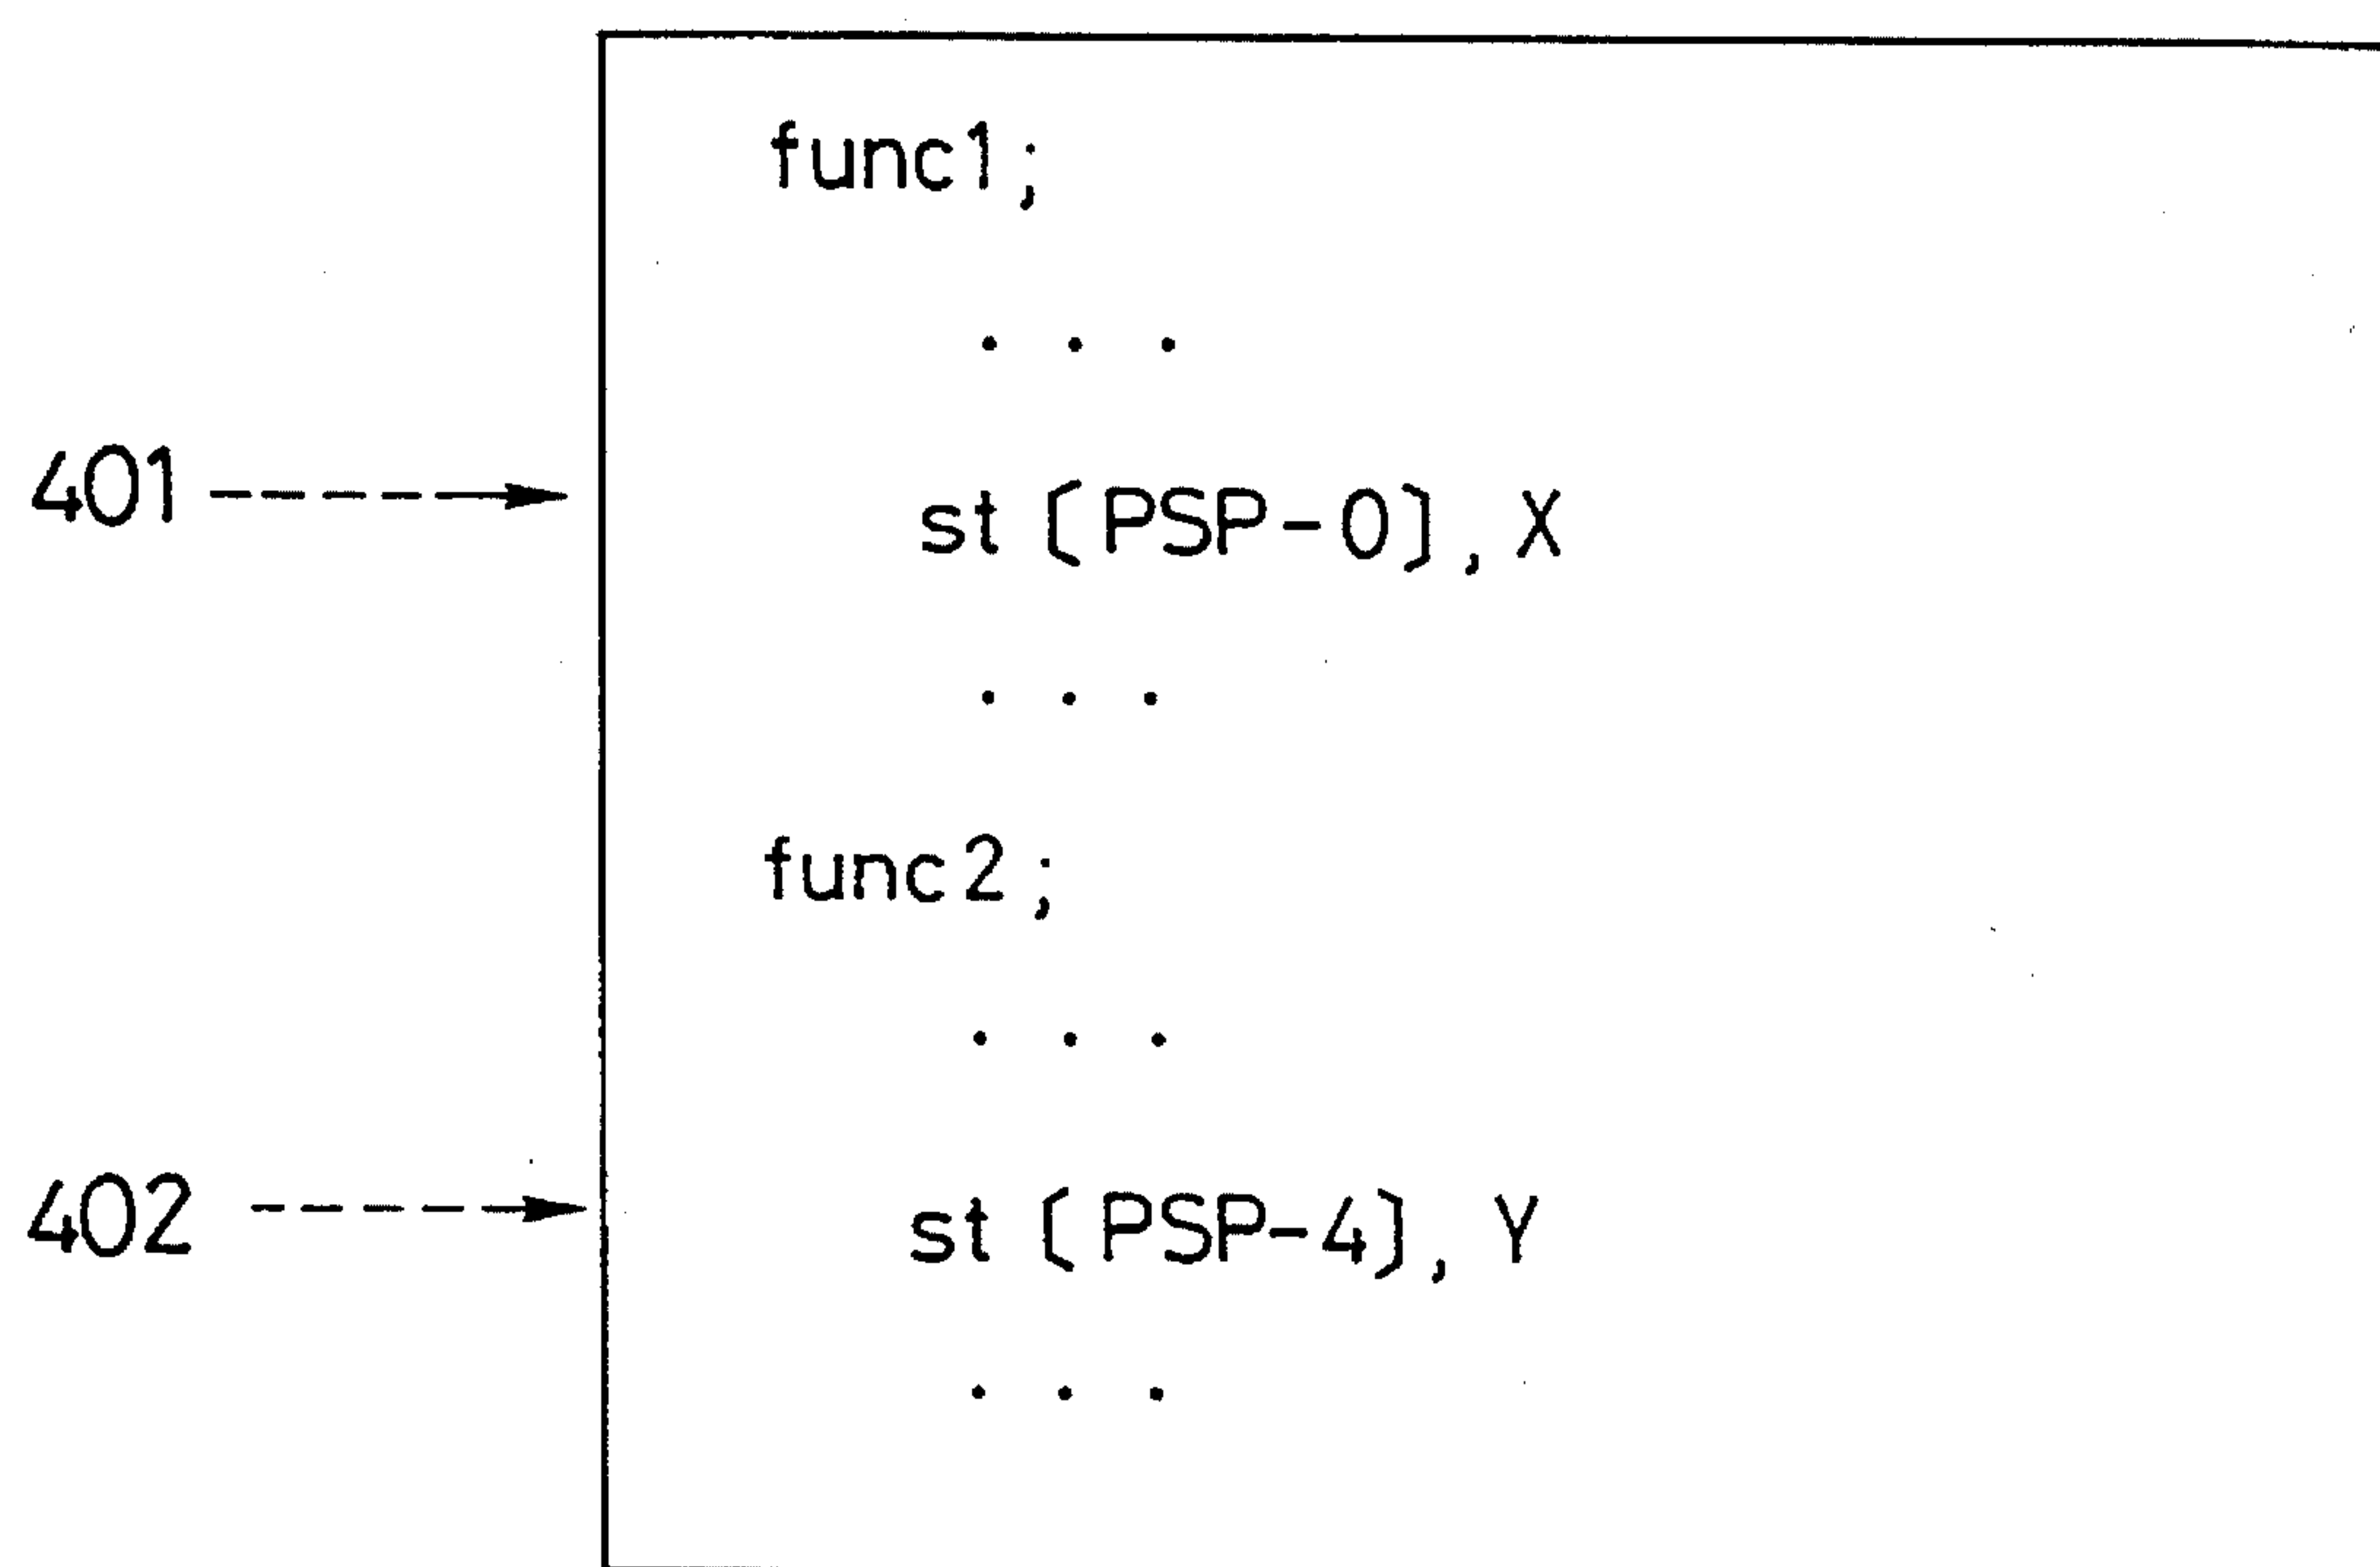 func1;
. . .
401 st [PSP-0], X
. . .
func2;
. . .
402 st [PSP-4], Y
. . .